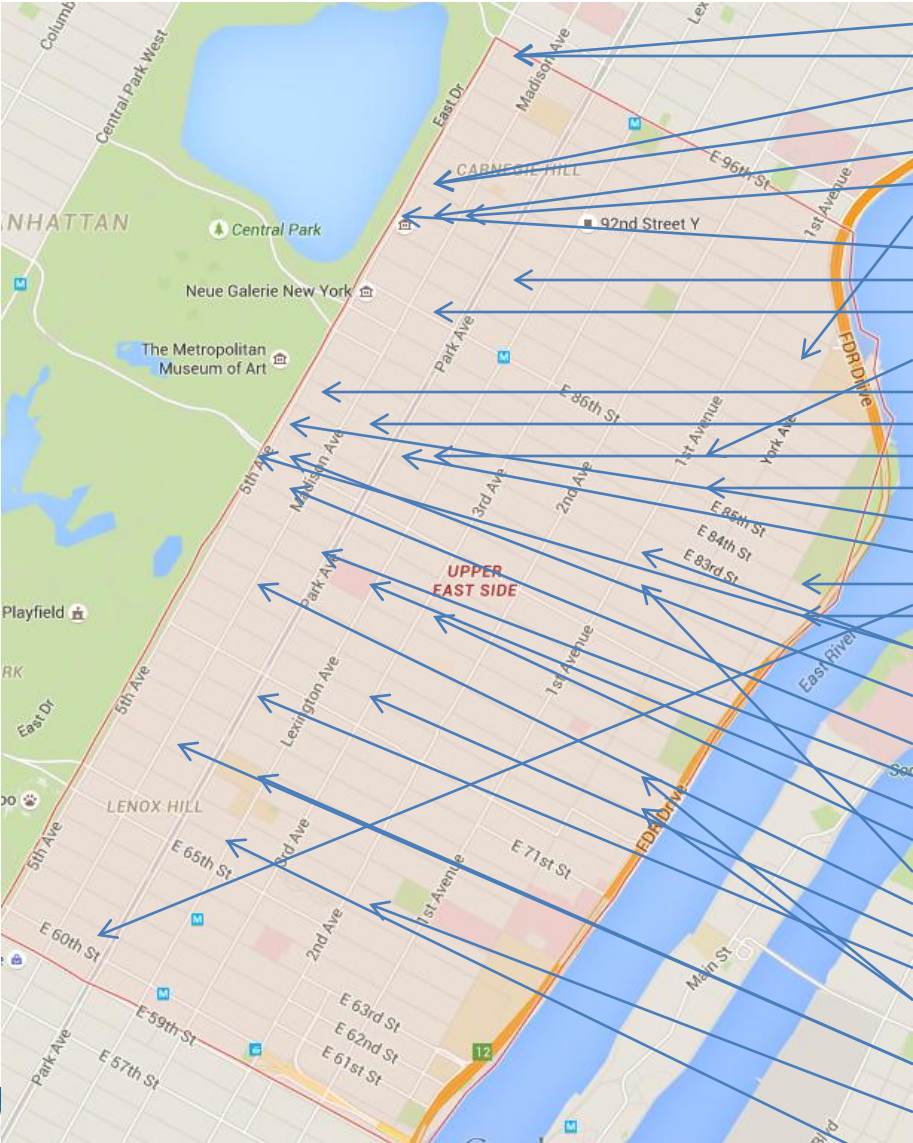 Columb
Central Park West
East Dr
Madison Ave
Lex
M
CARNEGIE HILL
E 96th St
1st Avenue
NHATTAN
Central Park
92nd Street Y
M
Neue Galerie New York
Park Ave
The Metropolitan
Museum of Art
M
FDR Drive
E 86th St
1st Avenue
York Ave
5th Ave
Madison Ave
3rd Ave
2nd Ave
E 85th St
E 84th St
E 83rd St
UPPER
EAST SIDE
Park Ave
Playfield
East River
RK
1st Avenue
5th Ave
Lexington Ave
East Dr
Soc
oo
LENOX HILL
FDR Drive
5th Ave
3rd Ave
E 65th St
E 71st St
1st Avenue
M
2nd Ave
E 60th St
Main St
e
M
E 63rd St
E 59th St
E 62nd St
E 61st St
12
Park Ave
E 57th St
M
Blvd